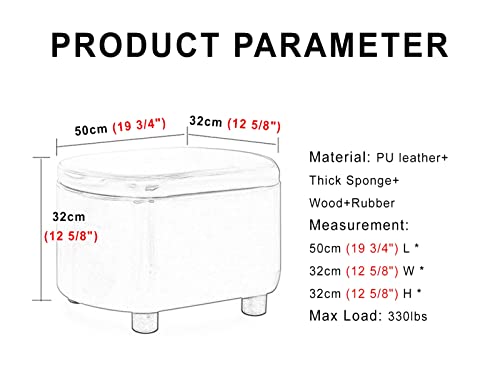 PRODUCT PARAMETER
50cm (19 3/4")
32cm (12 5/8")
32cm
(12 5/8")
Material: PU leather+
Thick Sponge+
Wood+Rubber
Measurement:
50cm (19 3/4") L *
32cm (12 5/8") W *
32cm (12 5/8") H *
Max Load: 330lbs